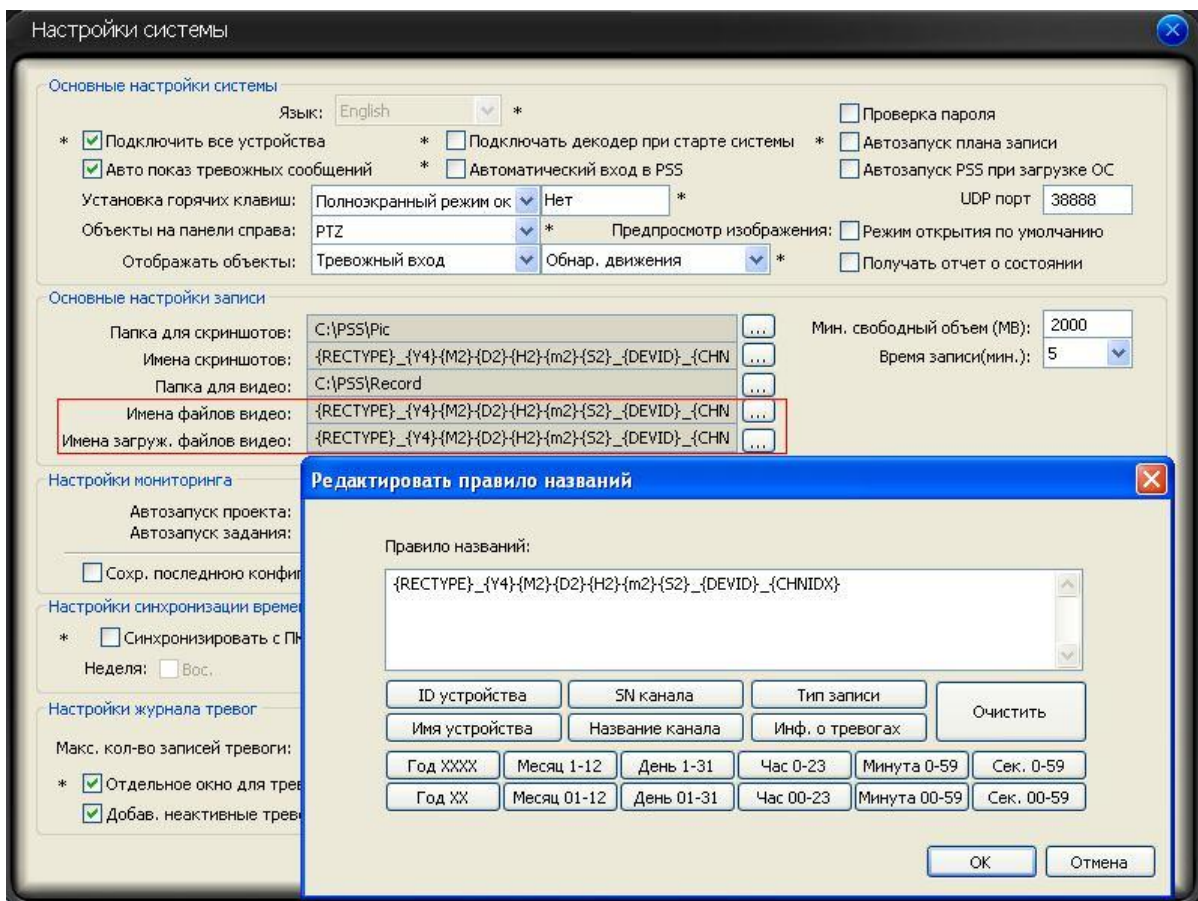 Настройки системы
Основные настройки системы
Язык: English *
Проверка пароля
* Подключить все устройства * Подключать декодер при старте системы * Автозапуск плана записи
Авто показ тревожных сообщений * Автоматический вход в PSS Автозапуск PSS при загрузке ОС
Установка горячих клавиш: Полноэкранный режим ок Нет * UDP порт 38888
Объекты на панели справа: PTZ * Предпросмотр изображения: Режим открытия по умолчанию
Отображать объекты: Тревожный вход Обнар. движения * Получать отчет о состоянии
Основные настройки записи
Папка для скриншотов: C:\PSS\Pic ... Мин. свободный объем (MB): 2000
Имена скриншотов: {RECTYPE}_{Y4}{M2}{D2}{H2}{m2}{S2}_{DEVID}_{CHN ... Время записи(мин.): 5
Папка для видео: C:\PSS\Record ...
Имена файлов видео: {RECTYPE}_{Y4}{M2}{D2}{H2}{m2}{S2}_{DEVID}_{CHN ...
Имена загруж. файлов видео: {RECTYPE}_{Y4}{M2}{D2}{H2}{m2}{S2}_{DEVID}_{CHN ...
Настройки мониторинга
Автозапуск проекта:
Автозапуск задания:
Сохр. последнюю конфиг
Настройки синхронизации времен
* Синхронизировать с ПК
Неделя: Вос.
Настройки журнала тревог
Макс. кол-во записей тревоги:
* Отдельное окно для трев
Добав. неактивные трево
Редактировать правило названий
Правило названий:
{RECTYPE}_{Y4}{M2}{D2}{H2}{m2}{S2}_{DEVID}_{CHNIDX}
ID устройства SN канала Тип записи Очистить
Имя устройства Название канала Инф. о тревогах
Год XXXX Месяц 1-12 День 1-31 Час 0-23 Минута 0-59 Сек. 0-59
Год XX Месяц 01-12 День 01-31 Час 00-23 Минута 00-59 Сек. 00-59
OK Отмена